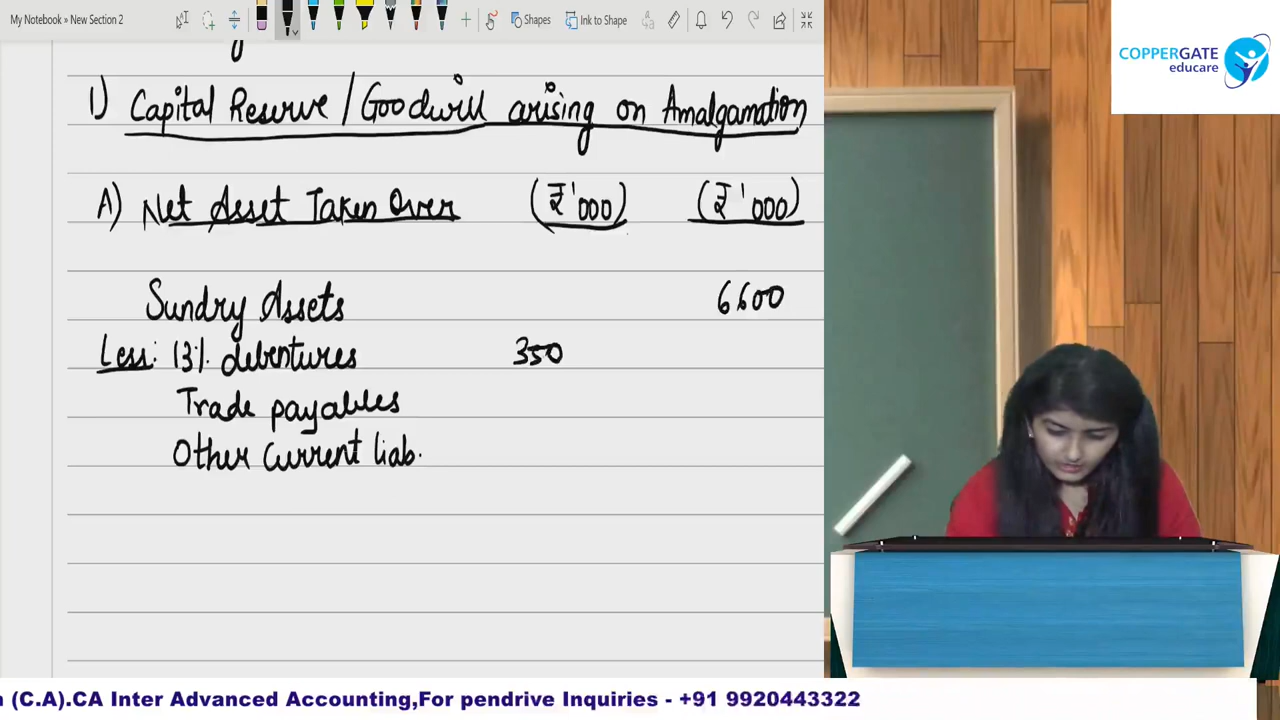 My Notebook » New Section 2
Shapes
Ink to Shape
COPPERGATE
educare
1) Capital Reserve / Goodwill arising on Amalgamation
A) Net Asset Taken Over (₹'000) (₹'000)
Sundry Assets 6600
Less: 13% debentures 350
Trade payables
Other Current liab.
(C.A).CA Inter Advanced Accounting,For pendrive Inquiries - +91 9920443322